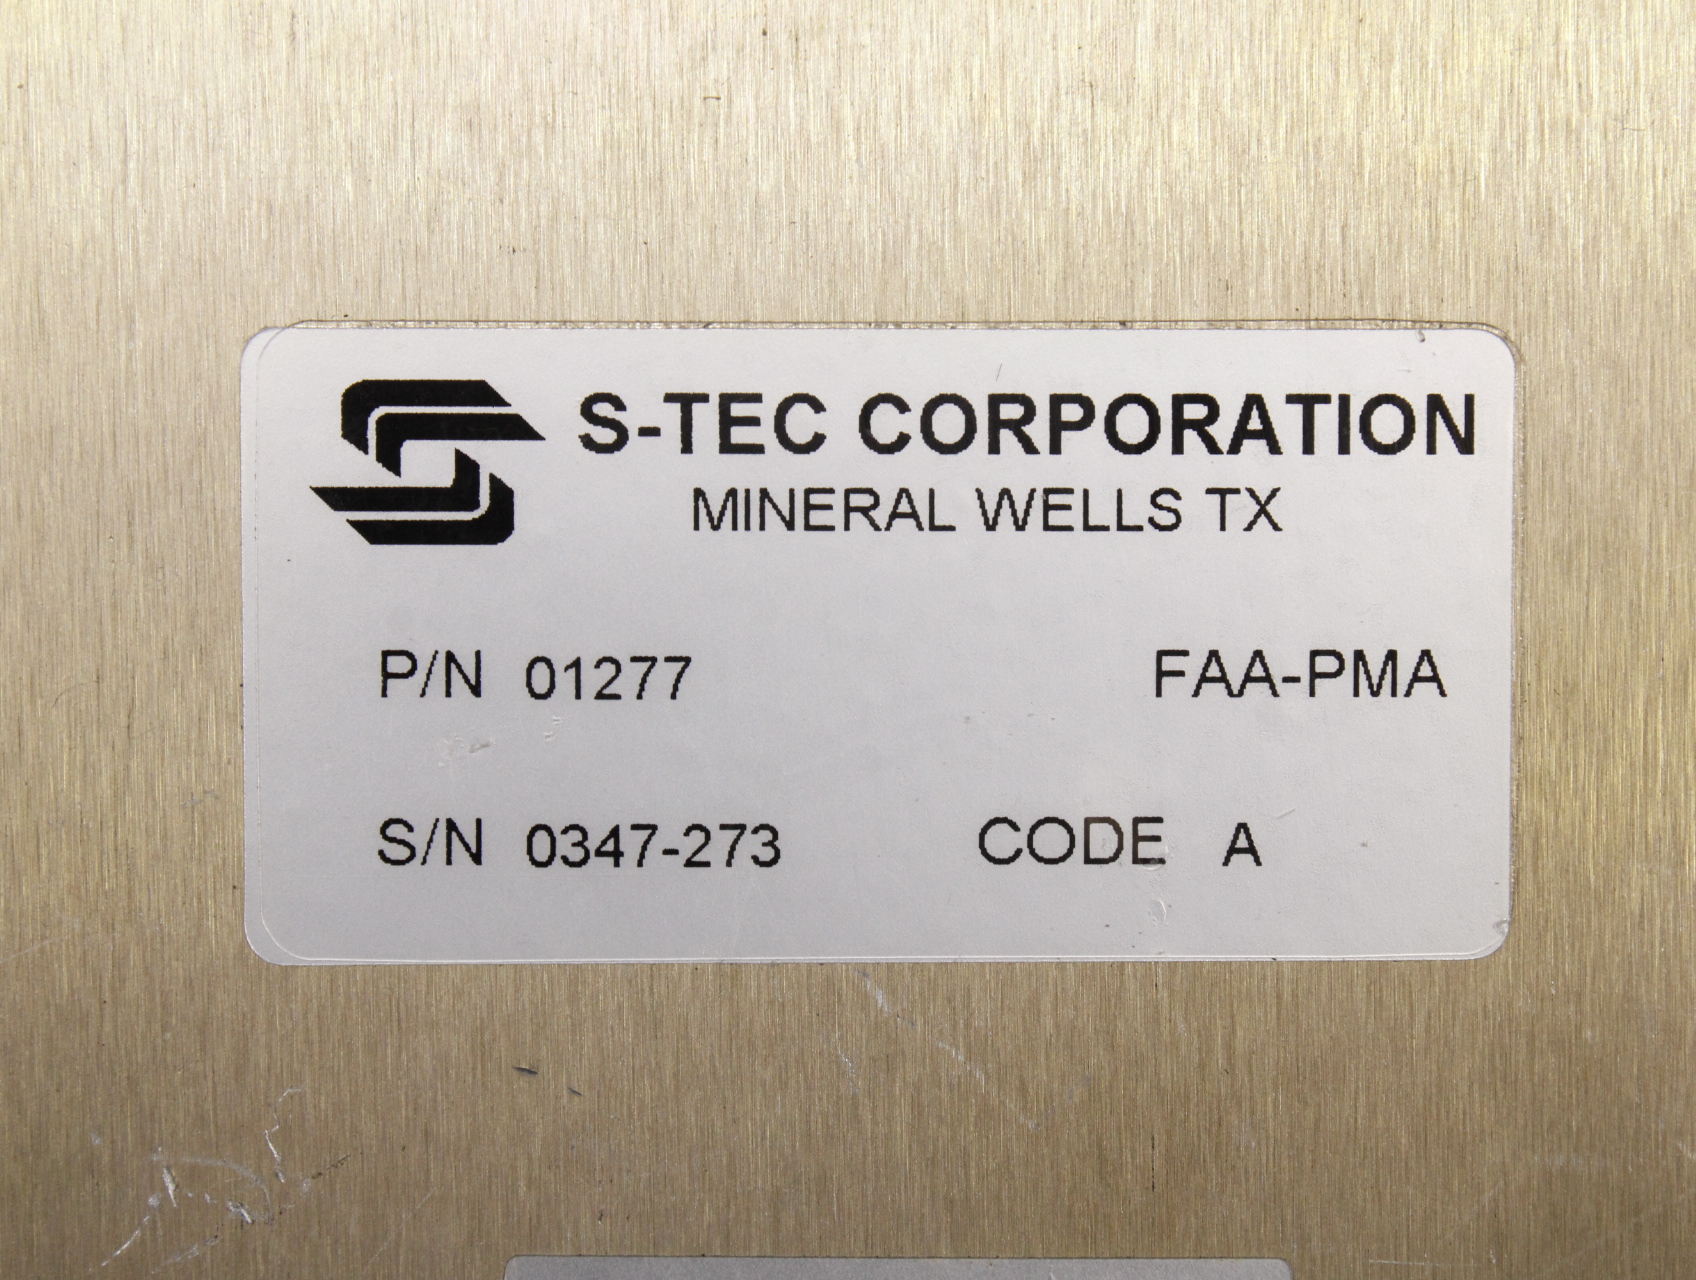 S-TEC CORPORATION
MINERAL WELLS TX
P/N 01277 FAA-PMA
S/N 0347-273 CODE A